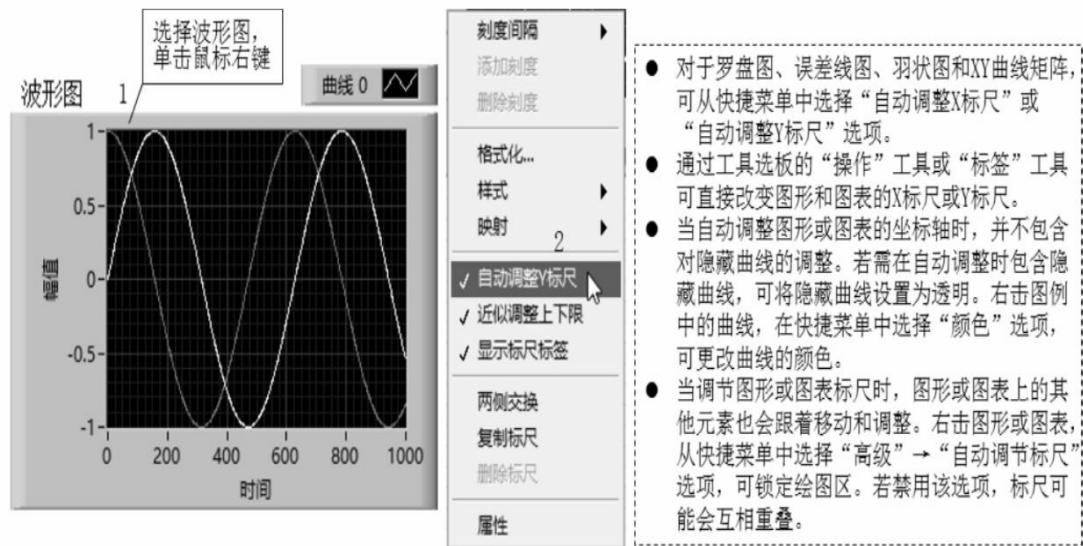 选择波形图，
单击鼠标右键
波形图
1
曲线 0
1
0.5
0
-0.5
-1
幅值
0
200
400
600
800
1000
时间
刻度间隔
添加刻度
删除刻度
格式化...
样式
映射
2
自动调整Y标尺
近似调整上下限
显示标尺标签
两侧交换
复制标尺
删除标尺
属性
● 对于罗盘图、误差线图、羽状图和XY曲线矩阵，
可从快捷菜单中选择“自动调整X标尺”或
“自动调整Y标尺”选项。
● 通过工具选板的“操作”工具或“标签”工具
可直接改变图形和图表的X标尺或Y标尺。
● 当自动调整图形或图表的坐标轴时，并不包含
对隐藏曲线的调整。若需在自动调整时包含隐
藏曲线，可将隐藏曲线设置为透明。右击图例
中的曲线，在快捷菜单中选择“颜色”选项，
可更改曲线的颜色。
● 当调节图形或图表标尺时，图形或图表上的其
他元素也会跟着移动和调整。右击图形或图表，
从快捷菜单中选择“高级”→“自动调节标尺”
选项，可锁定绘图区。若禁用该选项，标尺可
能会互相重叠。